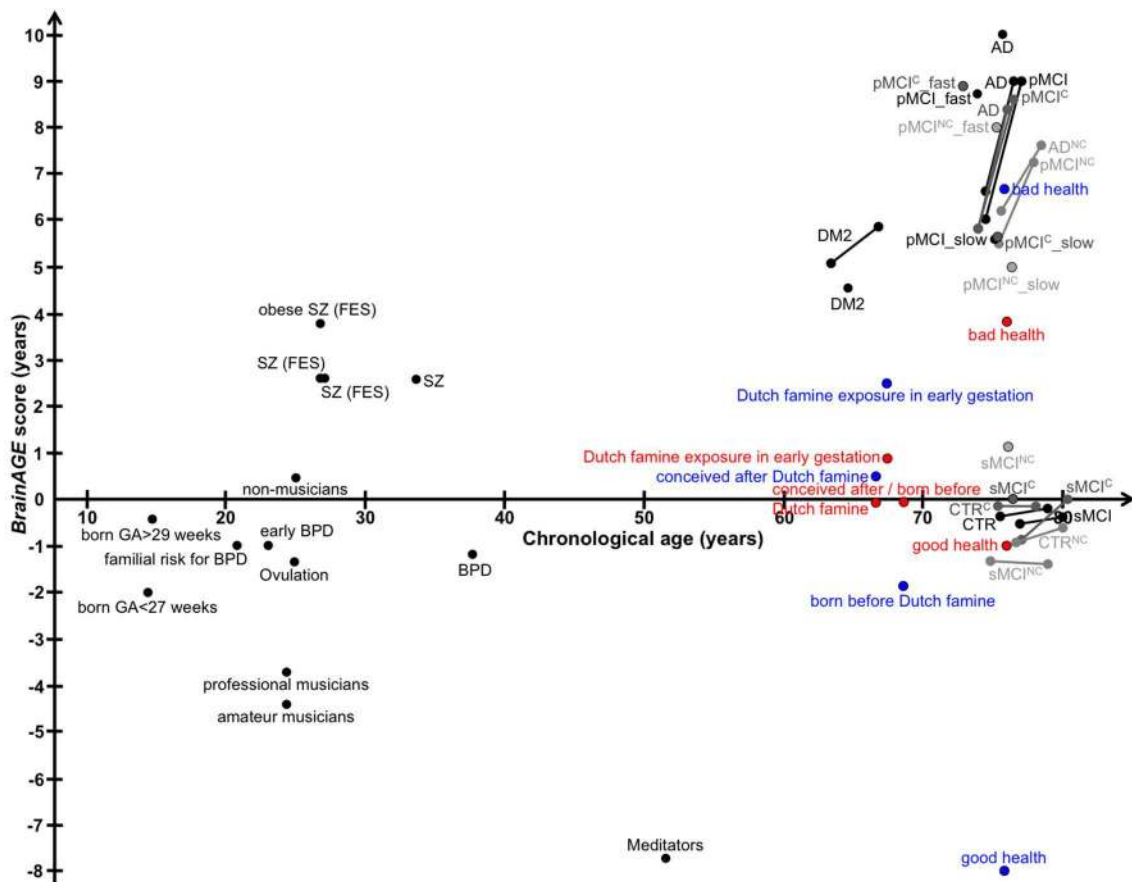 BrainAGE score (years)
10
9
8
7
6
5
4
3
2
1
0
-1
-2
-3
-4
-5
-6
-7
-8
10
20
30
40
50
60
70
80
Chronological age (years)
AD
pMCIC_fast
AD
pMCI
pMCI_fast
pMCIC
AD
pMCINC_fast
ADNC
pMCINC
bad health
DM2
pMCI_slow
pMCIC_slow
pMCINC_slow
DM2
obese SZ (FES)
bad health
SZ (FES)
SZ (FES)
SZ
Dutch famine exposure in early gestation
Dutch famine exposure in early gestation
sMCINC
conceived after Dutch famine
non-musicians
conceived after / born before
Dutch famine
sMCIC
sMCIC
CTRC
CTR
sMCI
born GA>29 weeks
early BPD
familial risk for BPD
good health
CTRNC
Ovulation
BPD
sMCINC
born GA<27 weeks
born before Dutch famine
professional musicians
amateur musicians
Meditators
good health